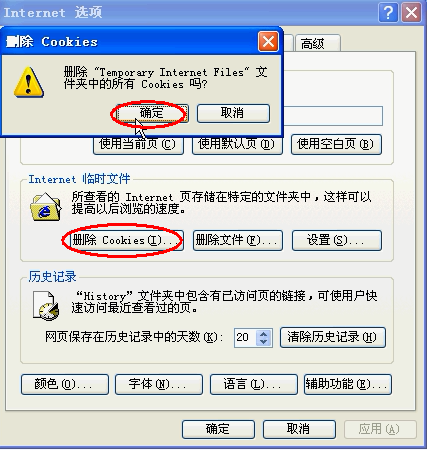 Internet 选项
删除 Cookies
高级
删除 "Temporary Internet Files" 文
件夹中的所有 Cookies 吗?
确定 取消
使用当前页(C) 使用默认页(D) 使用空白页(B)
Internet 临时文件
所查看的 Internet 页存储在特定的文件夹中，这样可以
提高以后浏览的速度。
删除 Cookies(I)... 删除文件(F)... 设置(S)...
历史记录
“History”文件夹中包含有已访问页的链接，可使用户快
速访问最近查看过的页。
网页保存在历史记录中的天数(K): 20 清除历史记录(H)
颜色(O)... 字体(N)... 语言(L)... 辅助功能(E)...
确定 取消 应用(A)